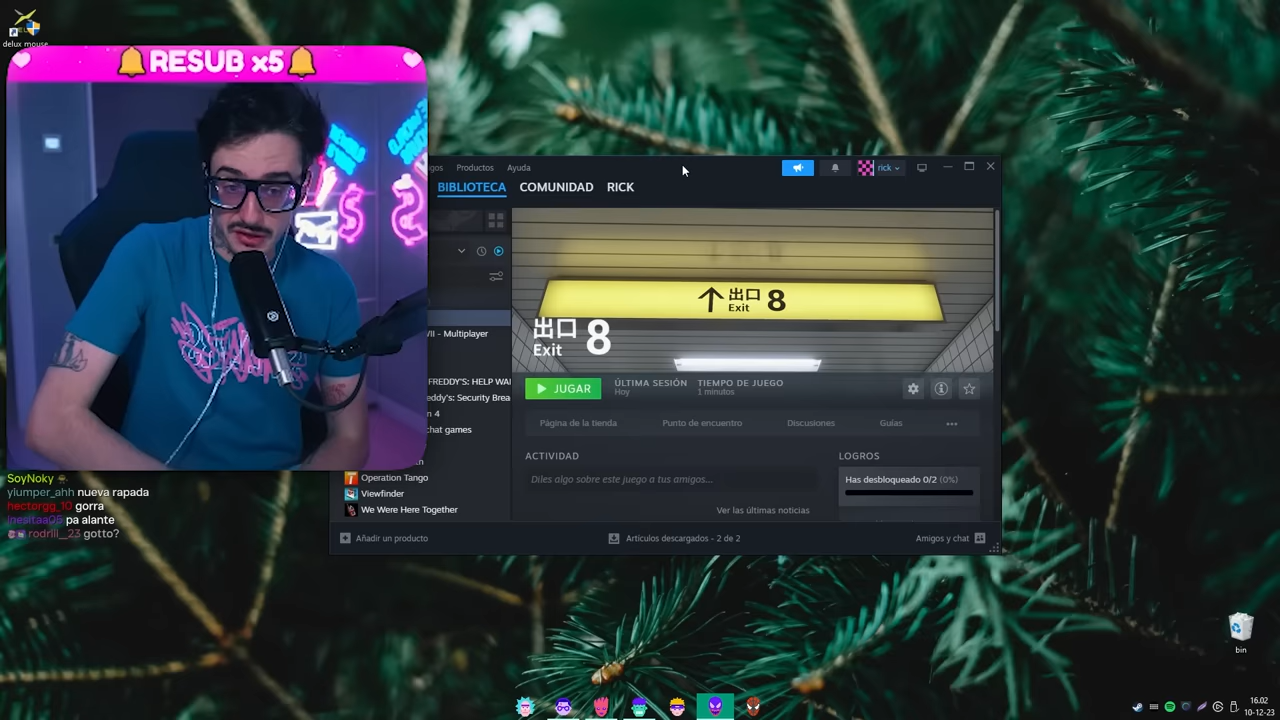 delux mouse
🔔RESUB x5🔔
Productos
Ayuda
rick
BIBLIOTECA
COMUNIDAD
RICK
↑ 出口 8
Exit
出口 8
Exit
VII - Multiplayer
FREDDY'S: HELP WA
eddy's: Security Brea
n 4
chat games
Operation Tango
Viewfinder
We Were Here Together
JUGAR
ÚLTIMA SESIÓN
Hoy
TIEMPO DE JUEGO
1 minutos
Página de la tienda
Punto de encuentro
Discusiones
Guías
ACTIVIDAD
Diles algo sobre este juego a tus amigos...
Ver las últimas noticias
LOGROS
Has desbloqueado 0/2 (0%)
Añadir un producto
Artículos descargados - 2 de 2
Amigos y chat
SoyNoky
ylumper_ahh nueva rapada
hectorgg_10 gorra
pa alante
rodriii__23 gotto?
bin
16.02
10-12-23